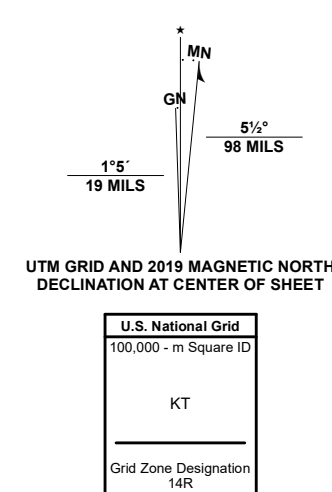 ★
MN
GN
5½°
98 MILS
1°5´
19 MILS
UTM GRID AND 2019 MAGNETIC NORTH
DECLINATION AT CENTER OF SHEET
U.S. National Grid
100,000 - m Square ID
KT
Grid Zone Designation
14R